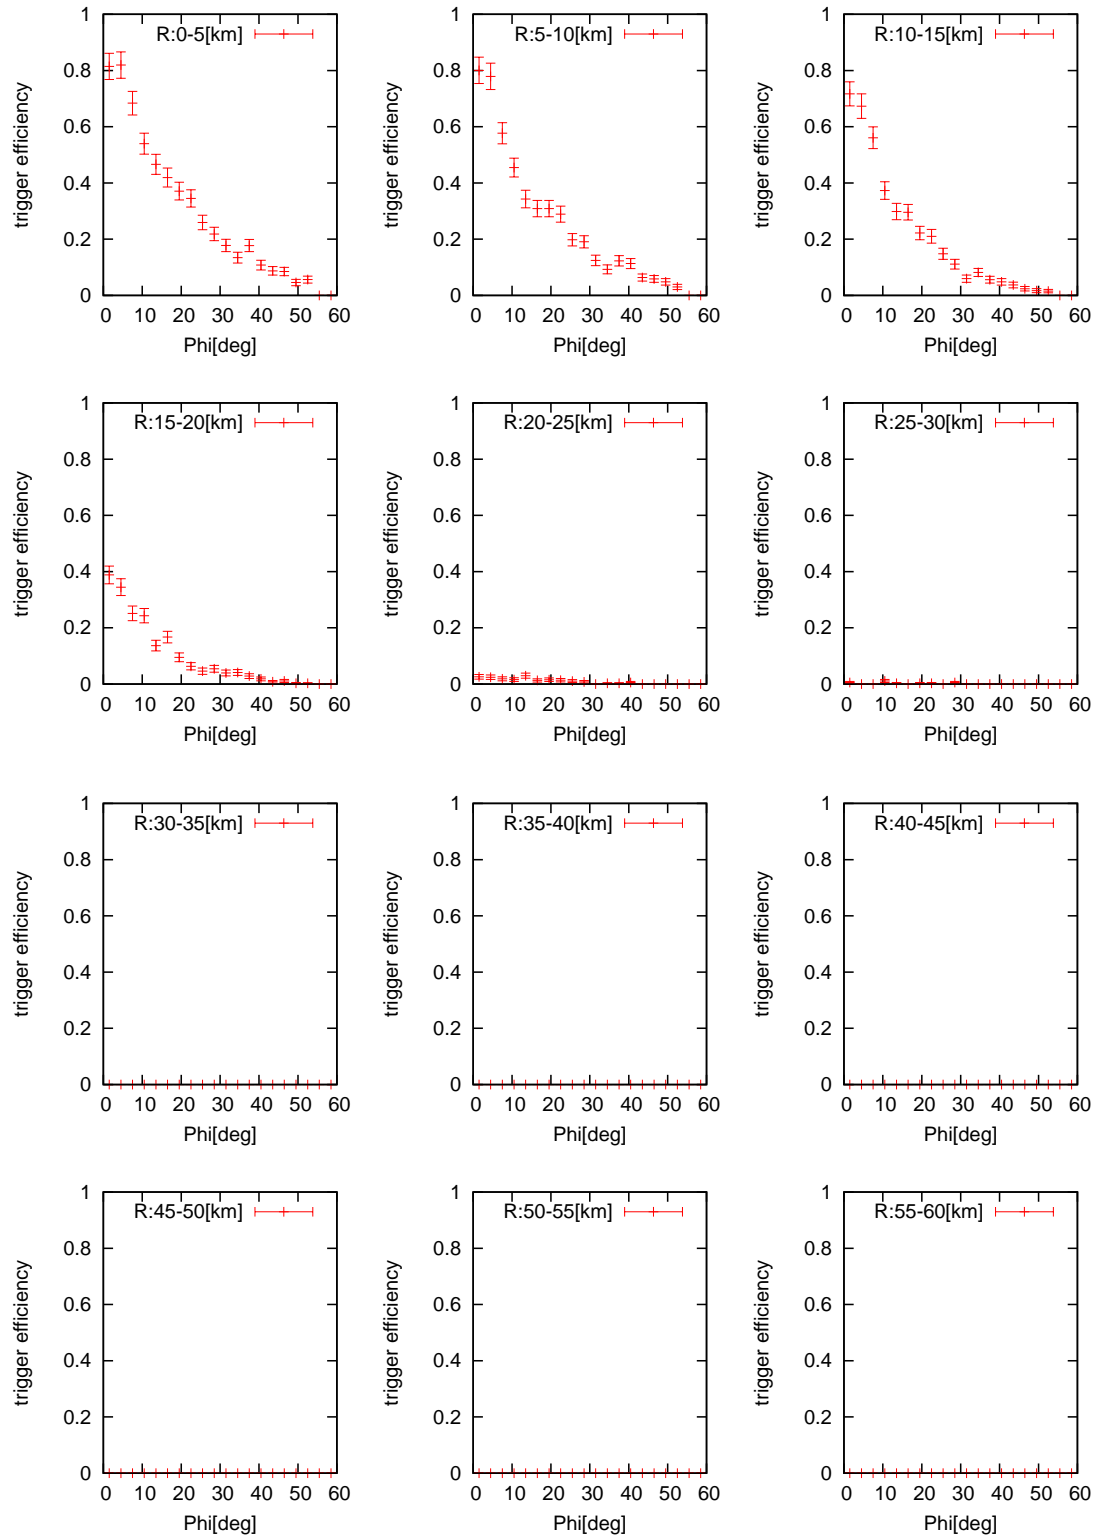 R:0-5[km]
trigger efficiency
1
0.8
0.6
0.4
0.2
0
0 10 20 30 40 50 60
Phi[deg]
R:5-10[km]
trigger efficiency
1
0.8
0.6
0.4
0.2
0
0 10 20 30 40 50 60
Phi[deg]
R:10-15[km]
trigger efficiency
1
0.8
0.6
0.4
0.2
0
0 10 20 30 40 50 60
Phi[deg]
R:15-20[km]
trigger efficiency
1
0.8
0.6
0.4
0.2
0
0 10 20 30 40 50 60
Phi[deg]
R:20-25[km]
trigger efficiency
1
0.8
0.6
0.4
0.2
0
0 10 20 30 40 50 60
Phi[deg]
R:25-30[km]
trigger efficiency
1
0.8
0.6
0.4
0.2
0
0 10 20 30 40 50 60
Phi[deg]
R:30-35[km]
trigger efficiency
1
0.8
0.6
0.4
0.2
0
0 10 20 30 40 50 60
Phi[deg]
R:35-40[km]
trigger efficiency
1
0.8
0.6
0.4
0.2
0
0 10 20 30 40 50 60
Phi[deg]
R:40-45[km]
trigger efficiency
1
0.8
0.6
0.4
0.2
0
0 10 20 30 40 50 60
Phi[deg]
R:45-50[km]
trigger efficiency
1
0.8
0.6
0.4
0.2
0
0 10 20 30 40 50 60
Phi[deg]
R:50-55[km]
trigger efficiency
1
0.8
0.6
0.4
0.2
0
0 10 20 30 40 50 60
Phi[deg]
R:55-60[km]
trigger efficiency
1
0.8
0.6
0.4
0.2
0
0 10 20 30 40 50 60
Phi[deg]